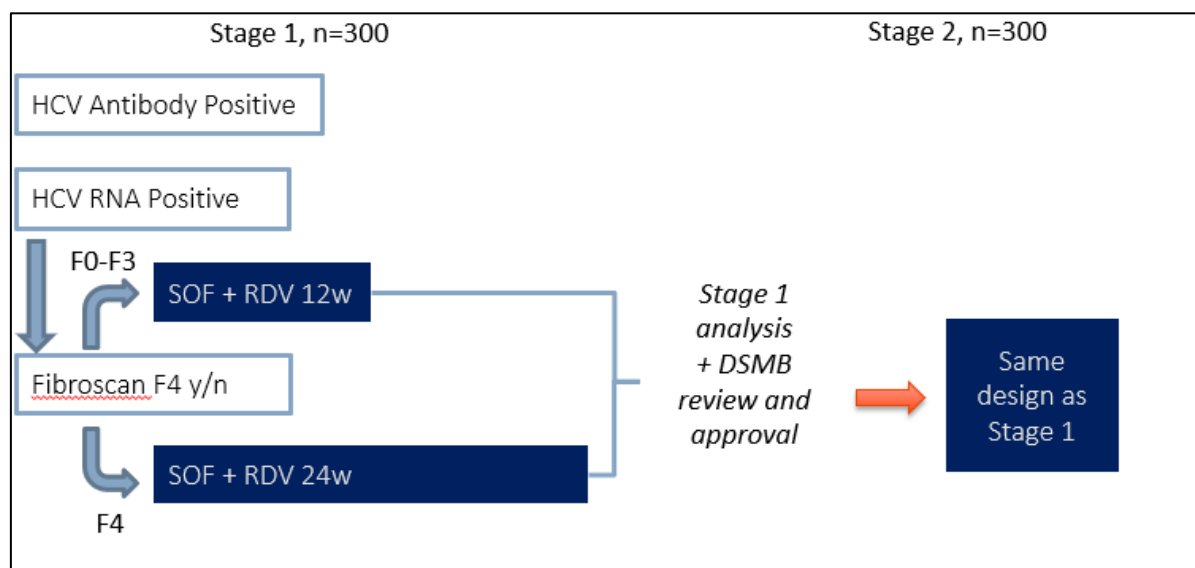 Stage 1, n=300
Stage 2, n=300
HCV Antibody Positive
HCV RNA Positive
F0-F3
SOF + RDV 12w
Fibroscan F4 y/n
SOF + RDV 24w
F4
Stage 1
analysis
+ DSMB
review and
approval
Same
design as
Stage 1